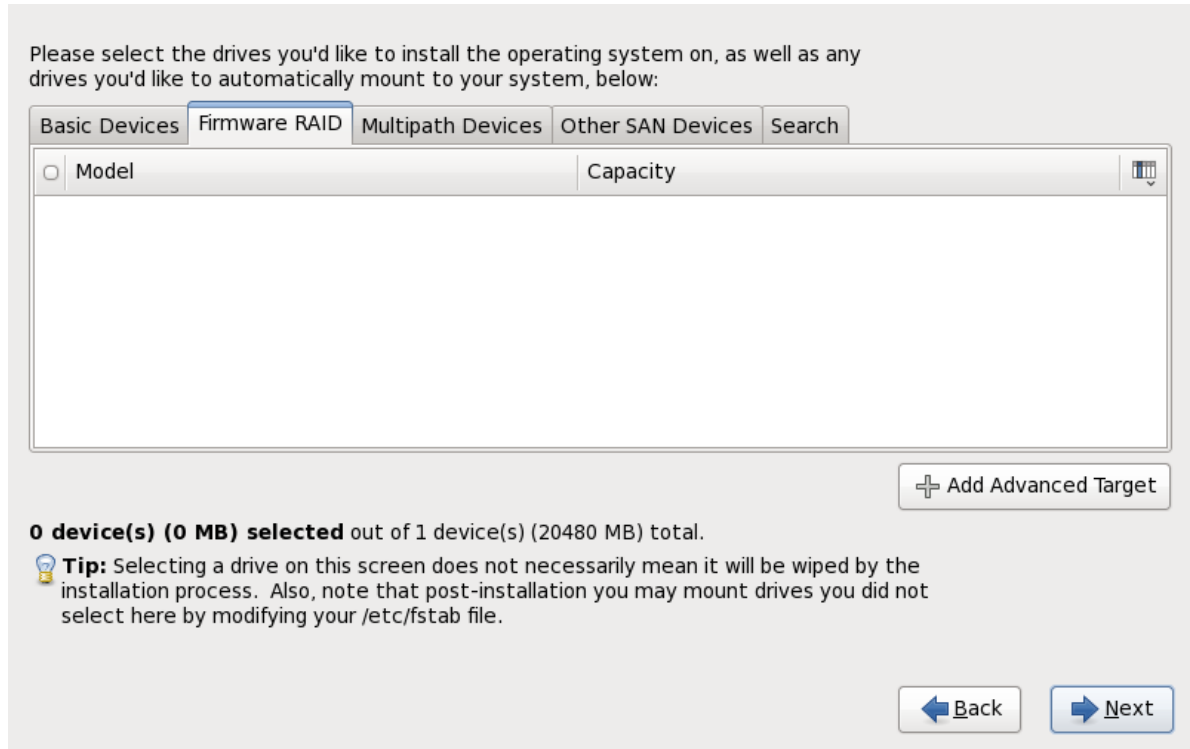 Please select the drives you'd like to install the operating system on, as well as any
drives you'd like to automatically mount to your system, below:
Basic Devices Firmware RAID Multipath Devices Other SAN Devices Search
Model Capacity
Add Advanced Target
0 device(s) (0 MB) selected out of 1 device(s) (20480 MB) total.
Tip: Selecting a drive on this screen does not necessarily mean it will be wiped by the
installation process.  Also, note that post-installation you may mount drives you did not
select here by modifying your /etc/fstab file.
Back Next